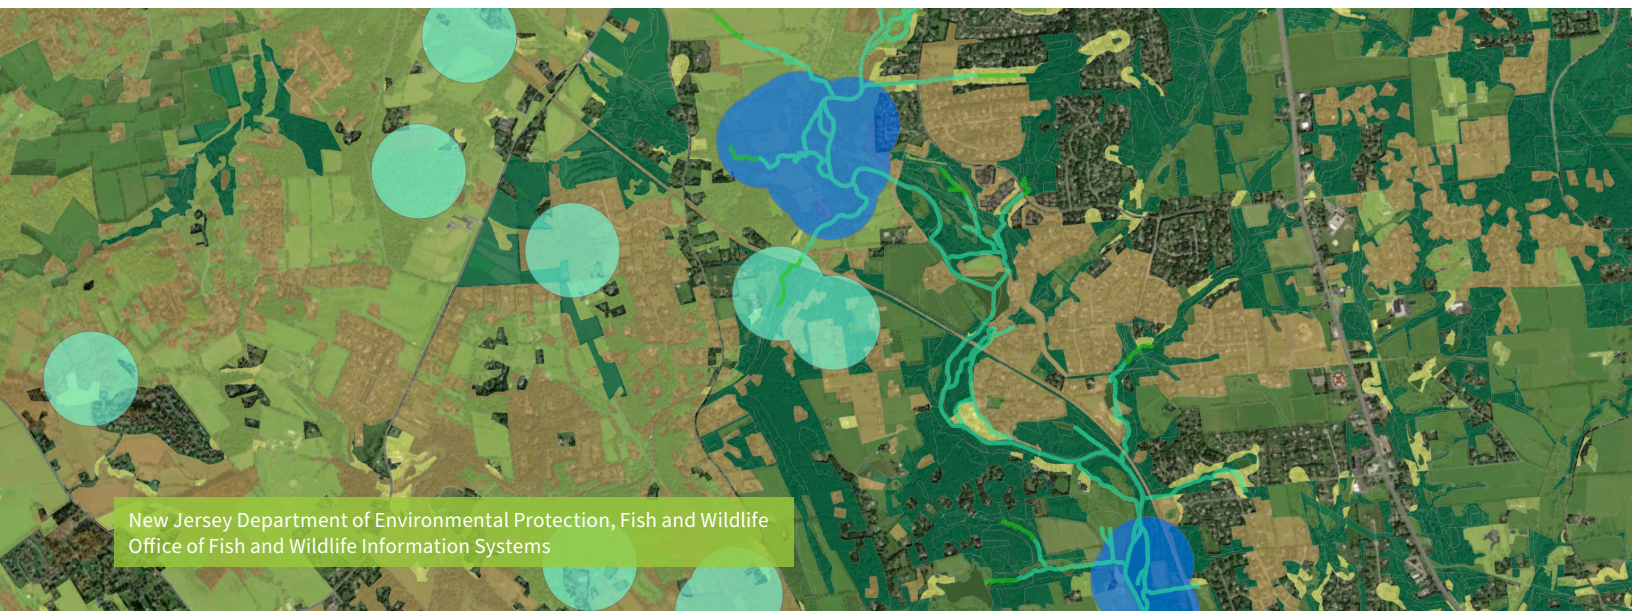 New Jersey Department of Environmental Protection, Fish and Wildlife
Office of Fish and Wildlife Information Systems